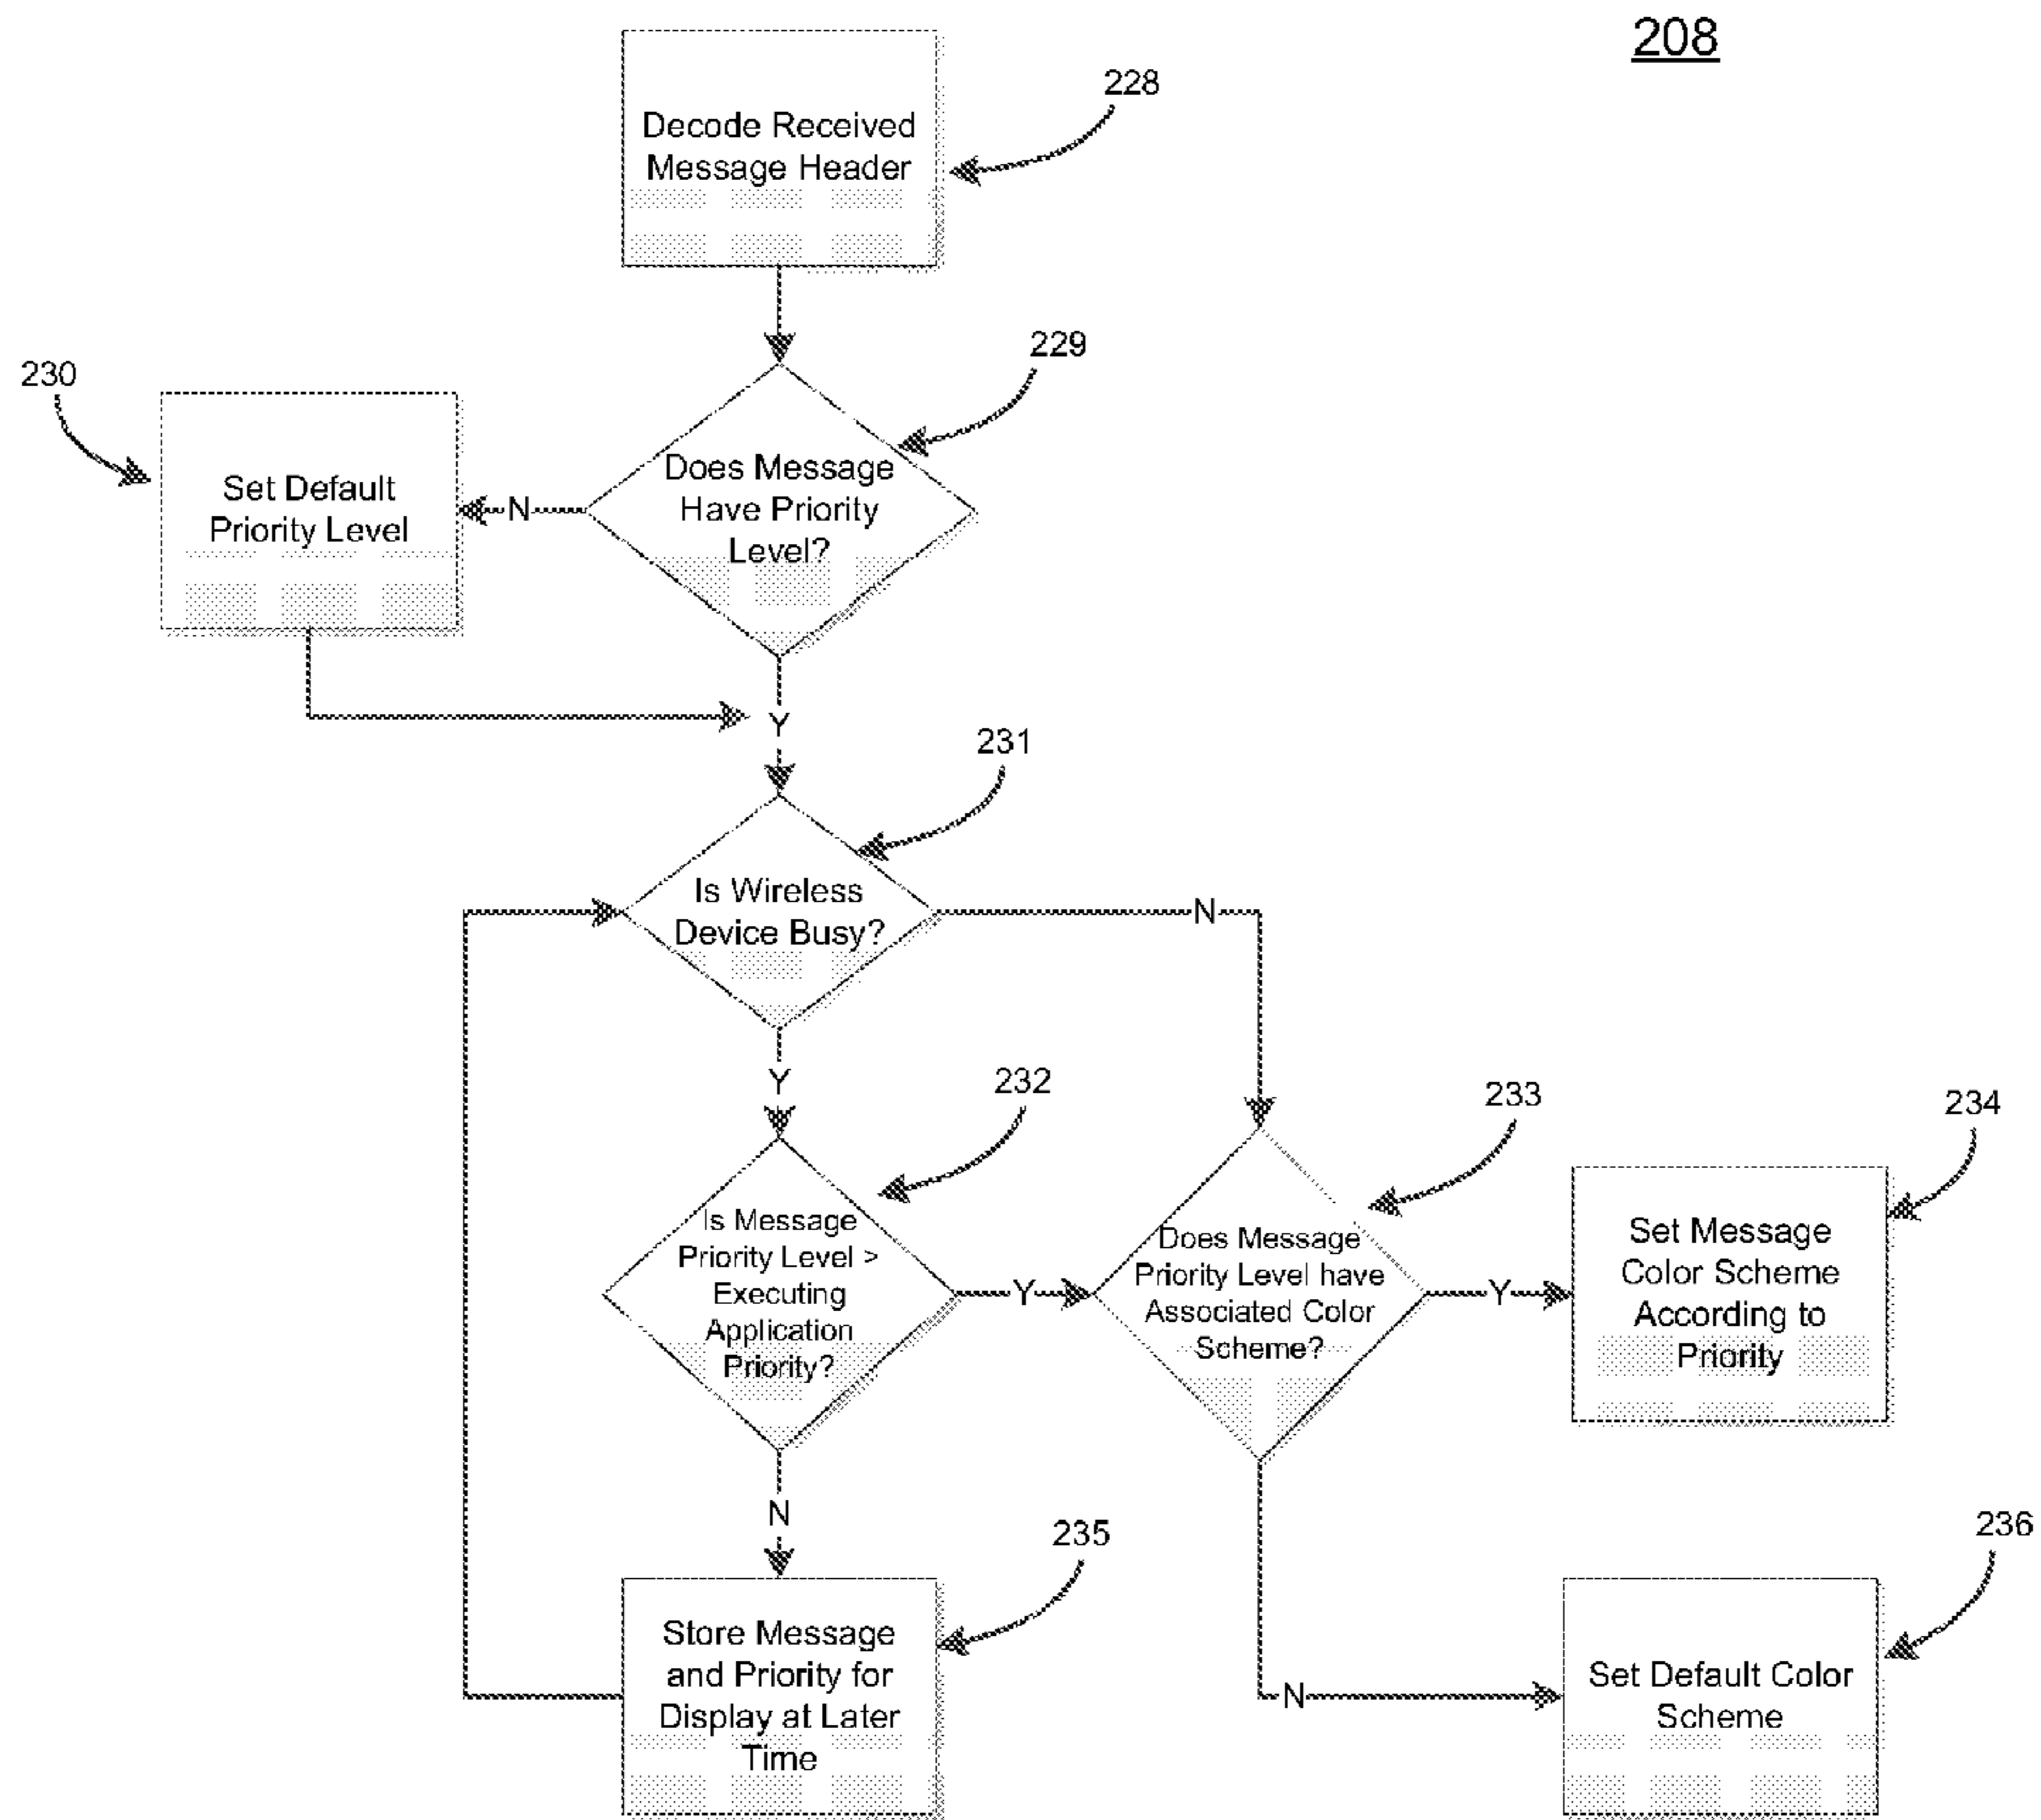 208
228
Decode Received
Message Header
229
230
Does Message
Have Priority
Level?
Set Default
Priority Level
N
Y
231
Is Wireless
Device Busy?
N
Y
232
233
234
Is Message
Priority Level >
Executing
Application
Priority?
Y
Does Message
Priority Level have
Associated Color
Scheme?
Y
Set Message
Color Scheme
According to
Priority
N
235
236
Store Message
and Priority for
Display at Later
Time
N
Set Default Color
Scheme